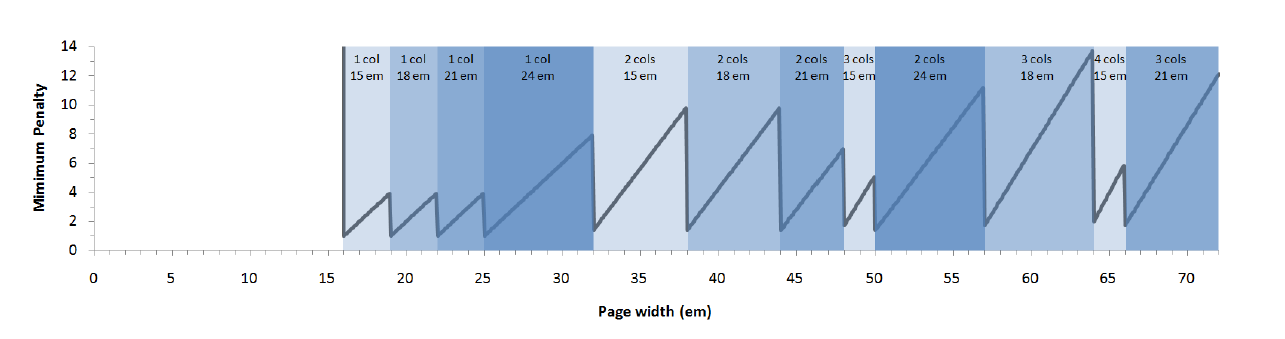 Mimimum Penalty
14
12
10
8
6
4
2
0
1 col
15 em
1 col
18 em
1 col
21 em
1 col
24 em
2 cols
15 em
2 cols
18 em
2 cols
21 em
3 cols
15 em
2 cols
24 em
3 cols
18 em
4 cols
15 em
3 cols
21 em
0 5 10 15 20 25 30 35 40 45 50 55 60 65 70
Page width (em)